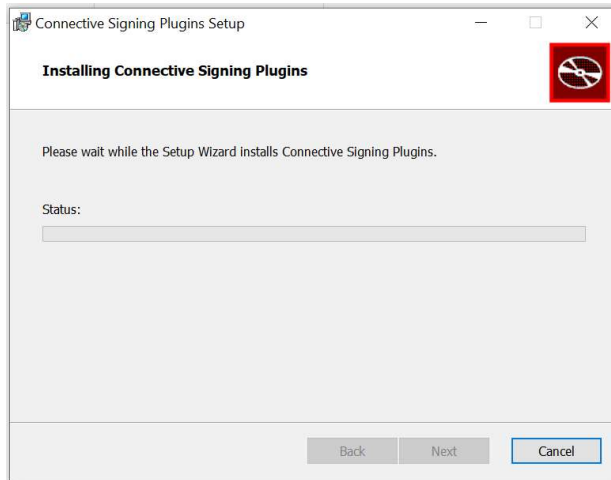 Connective Signing Plugins Setup
Installing Connective Signing Plugins
Please wait while the Setup Wizard installs Connective Signing Plugins.
Status:
Back
Next
Cancel